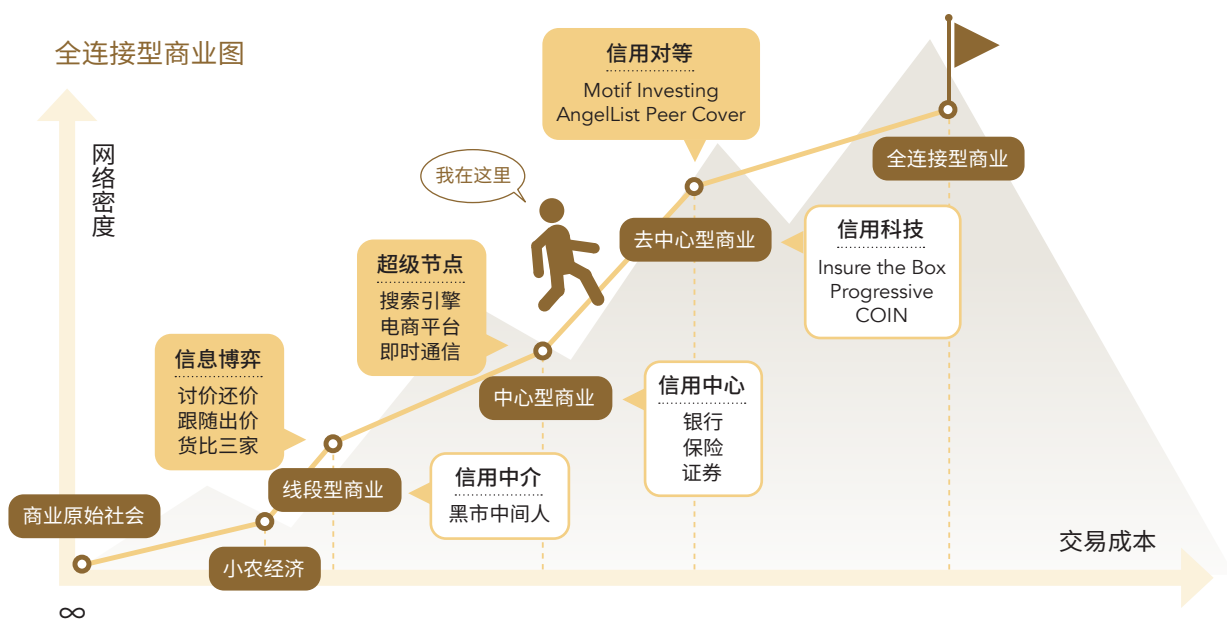 全连接型商业图
网络密度
信用对等
Motif Investing
AngelList Peer Cover
全连接型商业
我在这里
去中心型商业
信用科技
Insure the Box
Progressive
COIN
超级节点
搜索引擎
电商平台
即时通信
信息博弈
讨价还价
跟随出价
货比三家
中心型商业
信用中心
银行
保险
证券
线段型商业
信用中介
黑市中间人
商业原始社会
小农经济
交易成本
∞